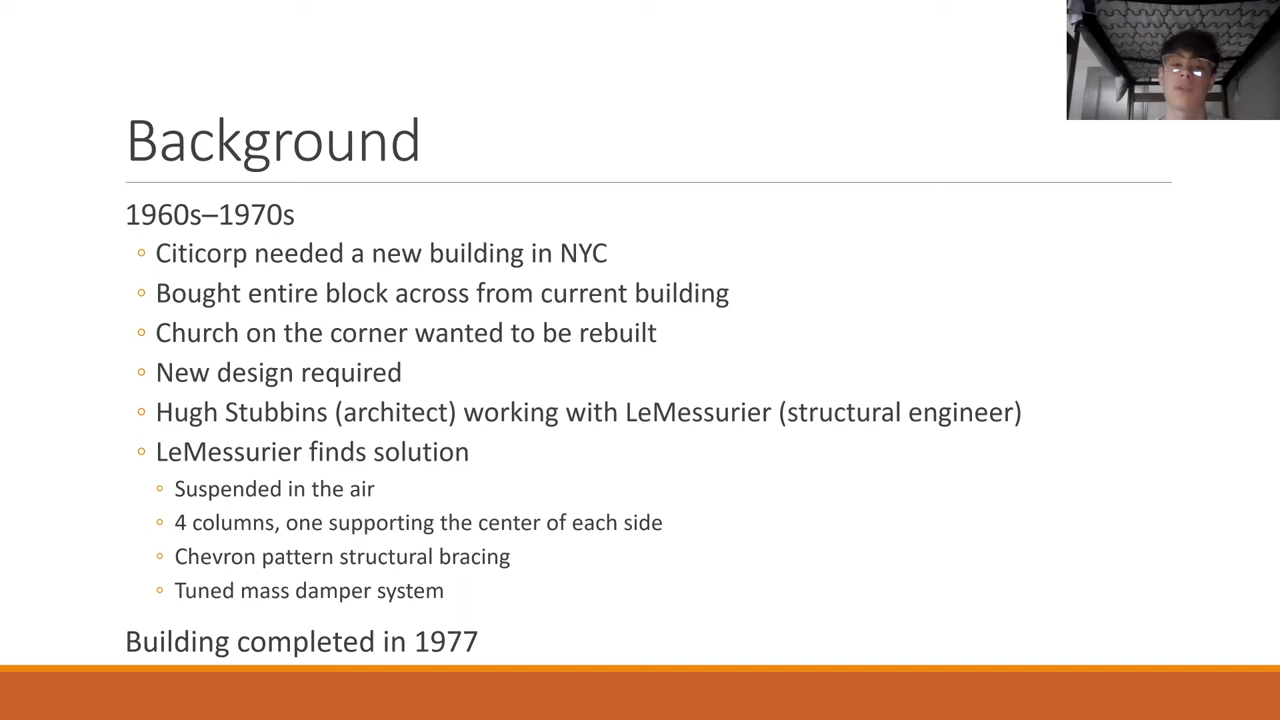 Background
1960s–1970s
Citicorp needed a new building in NYC
Bought entire block across from current building
Church on the corner wanted to be rebuilt
New design required
Hugh Stubbins (architect) working with LeMessurier (structural engineer)
LeMessurier finds solution
Suspended in the air
4 columns, one supporting the center of each side
Chevron pattern structural bracing
Tuned mass damper system
Building completed in 1977